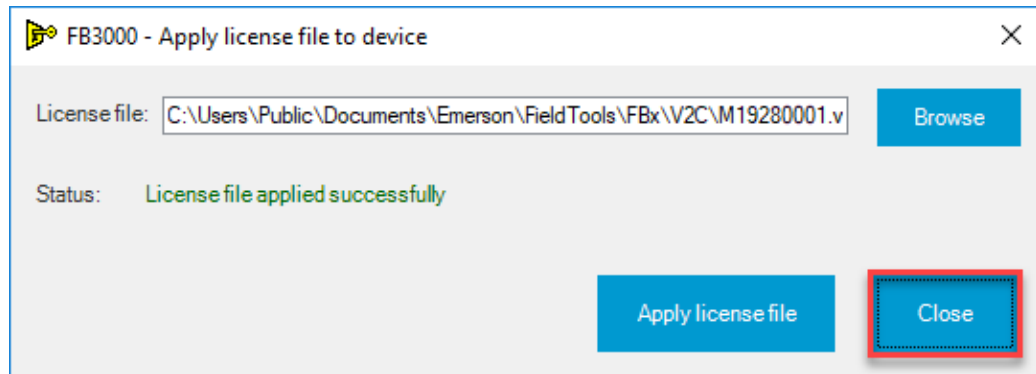 FB3000 - Apply license file to device
License file: C:\Users\Public\Documents\Emerson\FieldTools\FBx\V2C\M19280001.v Browse
Status: License file applied successfully
Apply license file Close